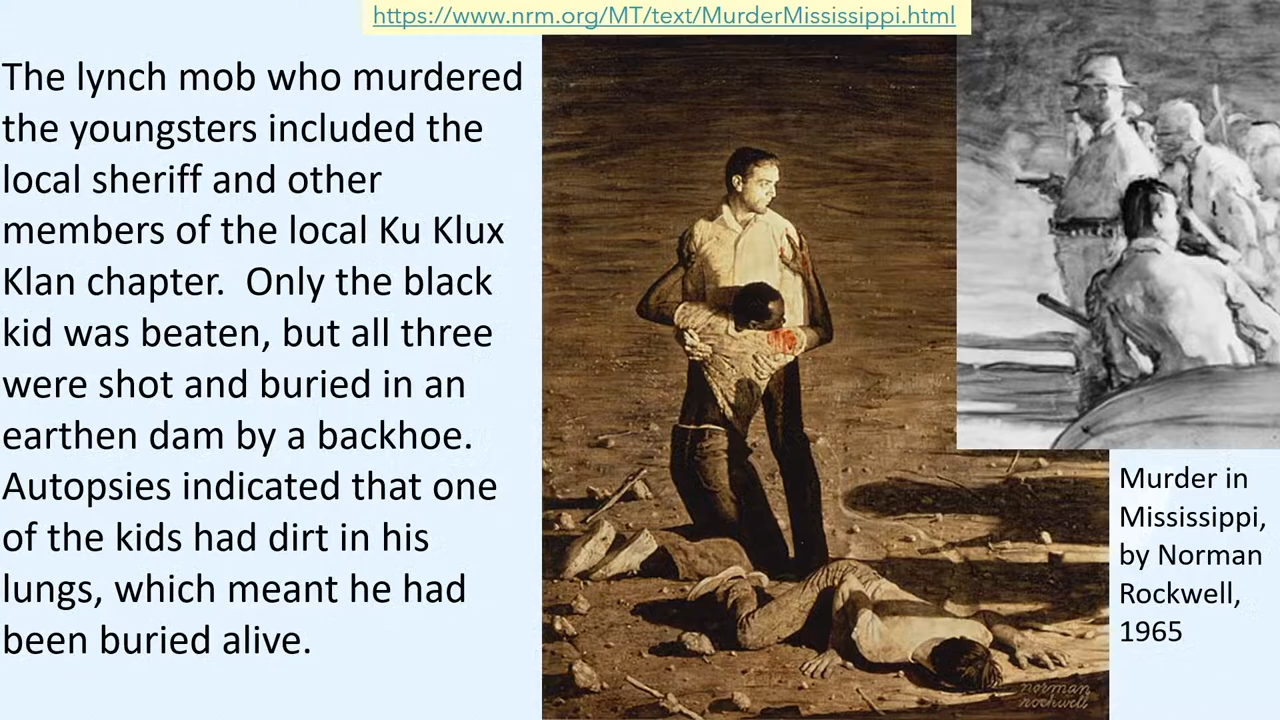 https://www.nrm.org/MT/text/MurderMississippi.html
The lynch mob who murdered
the youngsters included the
local sheriff and other
members of the local Ku Klux
Klan chapter.  Only the black
kid was beaten, but all three
were shot and buried in an
earthen dam by a backhoe.
Autopsies indicated that one
of the kids had dirt in his
lungs, which meant he had
been buried alive.
Murder in
Mississippi,
by Norman
Rockwell,
1965
norman
rockwell